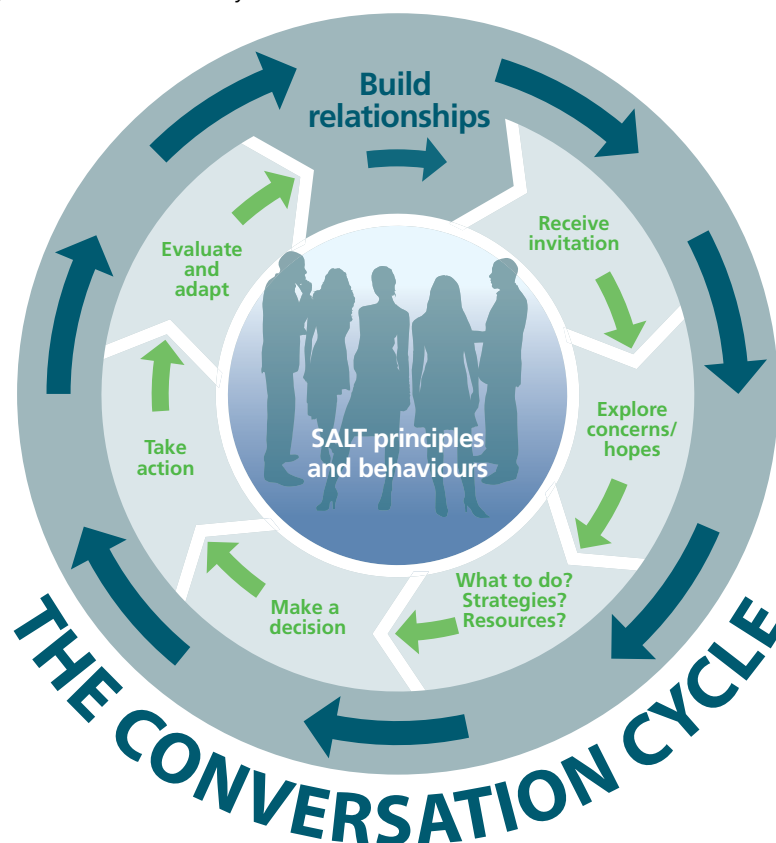 Build
relationships
Receive
invitation
Explore
concerns/
hopes
What to do?
Strategies?
Resources?
Make a
decision
Take
action
Evaluate
and
adapt
SALT principles
and behaviours
THE CONVERSATION CYCLE